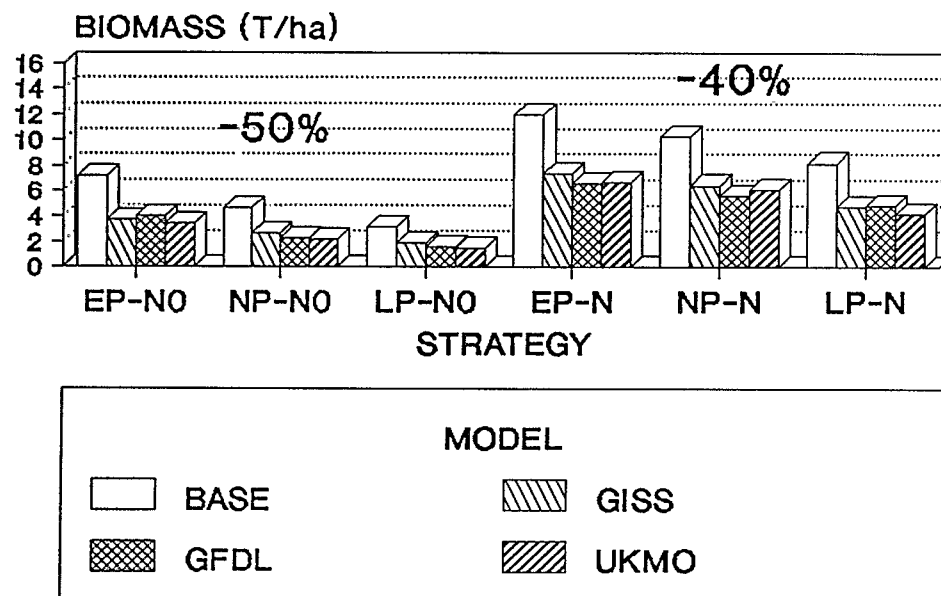 BIOMASS (T/ha)
16
14
12
10
8
6
4
2
0
-50%
-40%
EP-N0 NP-N0 LP-N0 EP-N NP-N LP-N
STRATEGY
MODEL
BASE GISS
GFDL UKMO